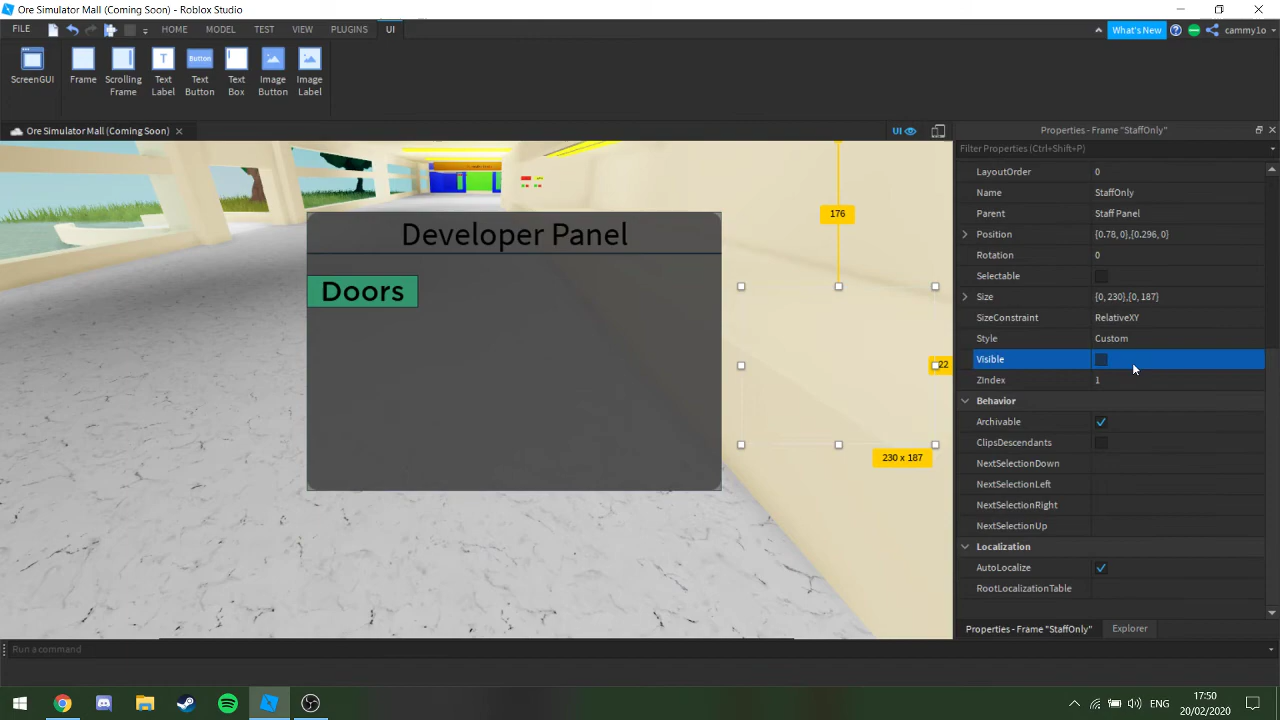 Ore Simulator Mall (Coming Soon) - Roblox Studio
FILE HOME MODEL TEST VIEW PLUGINS UI What's New cammy1o
ScreenGUI
Frame
Scrolling Frame
Text Label
Button
Text Button
Text Box
Image Button
Image Label
Ore Simulator Mall (Coming Soon)
UI
Properties - Frame "StaffOnly"
Filter Properties (Ctrl+Shift+P)
LayoutOrder 0
Name StaffOnly
Parent Staff Panel
Position {0.78, 0},{0.296, 0}
Rotation 0
Selectable
Size {0, 230},{0, 187}
SizeConstraint RelativeXY
Style Custom
Visible
ZIndex 1
Behavior
Archivable
ClipsDescendants
NextSelectionDown
NextSelectionLeft
NextSelectionRight
NextSelectionUp
Localization
AutoLocalize
RootLocalizationTable
Properties - Frame "StaffOnly" Explorer
176
Developer Panel
Doors
22
230 x 187
Run a command
ENG
17:50
20/02/2020